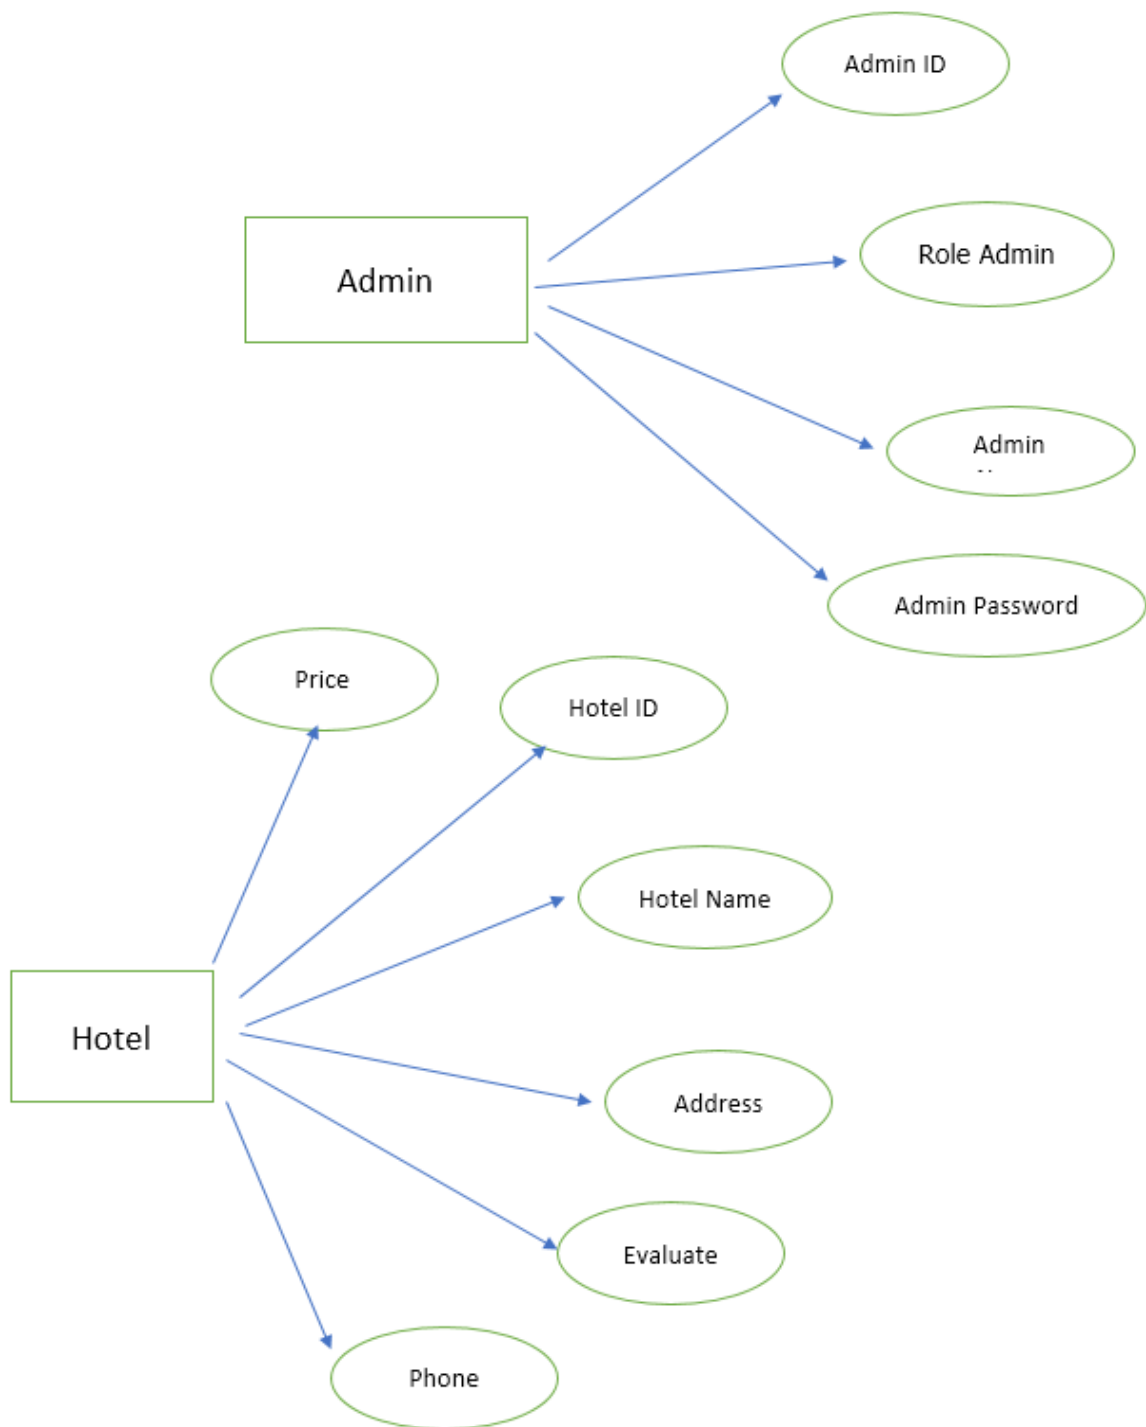 Admin ID
Role Admin
Admin
Admin
Admin Password
Price
Hotel ID
Hotel Name
Hotel
Address
Evaluate
Phone